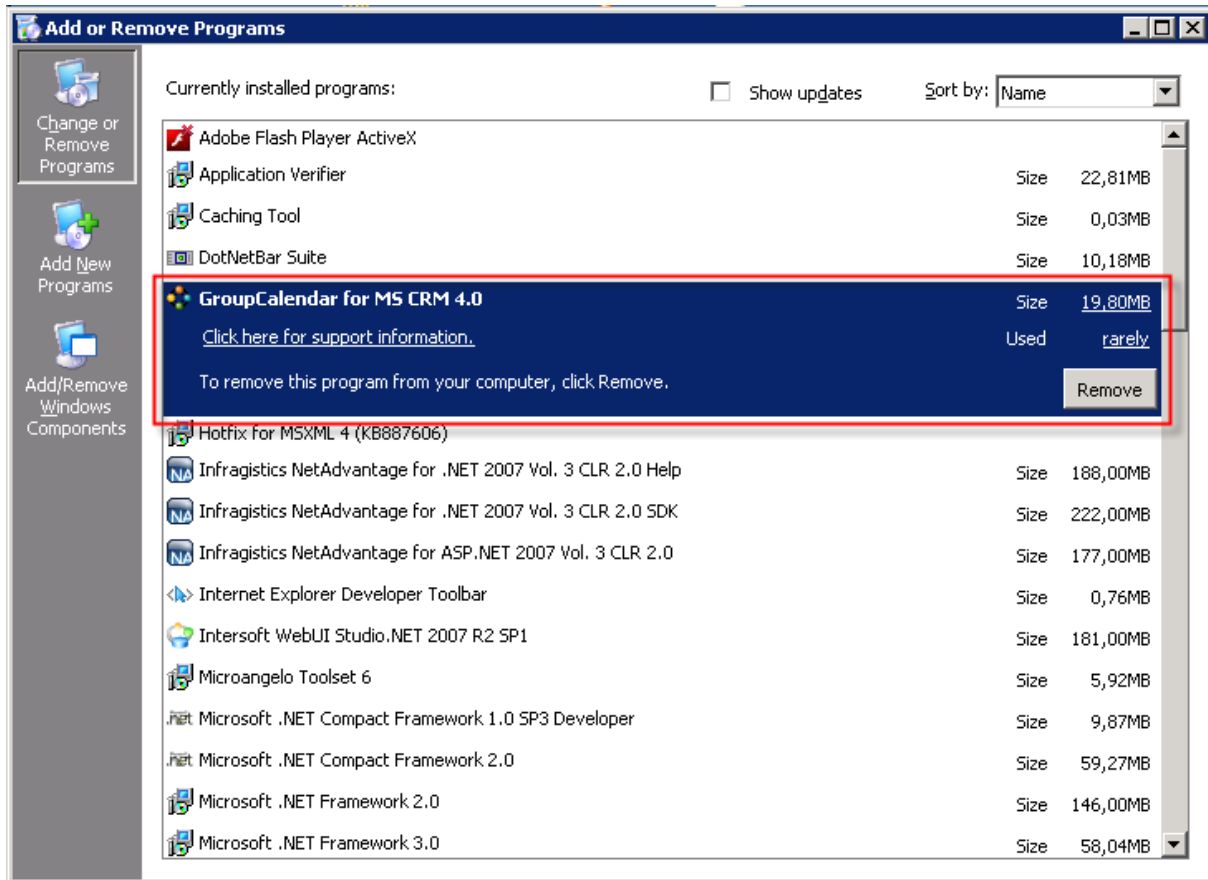 Add or Remove Programs
Change or
Remove
Programs
Add New
Programs
Add/Remove
Windows
Components
Currently installed programs:
Show updates
Sort by: Name
Adobe Flash Player ActiveX
Application Verifier Size 22,81MB
Caching Tool Size 0,03MB
DotNetBar Suite Size 10,18MB
GroupCalendar for MS CRM 4.0 Size 19,80MB
Click here for support information. Used rarely
To remove this program from your computer, click Remove. Remove
Hotfix for MSXML 4 (KB887606)
NA Infragistics NetAdvantage for .NET 2007 Vol. 3 CLR 2.0 Help Size 188,00MB
NA Infragistics NetAdvantage for .NET 2007 Vol. 3 CLR 2.0 SDK Size 222,00MB
NA Infragistics NetAdvantage for ASP.NET 2007 Vol. 3 CLR 2.0 Size 177,00MB
Internet Explorer Developer Toolbar Size 0,76MB
Intersoft WebUI Studio.NET 2007 R2 SP1 Size 181,00MB
Microangelo Toolset 6 Size 5,92MB
.net Microsoft .NET Compact Framework 1.0 SP3 Developer Size 9,87MB
.net Microsoft .NET Compact Framework 2.0 Size 59,27MB
Microsoft .NET Framework 2.0 Size 146,00MB
Microsoft .NET Framework 3.0 Size 58,04MB